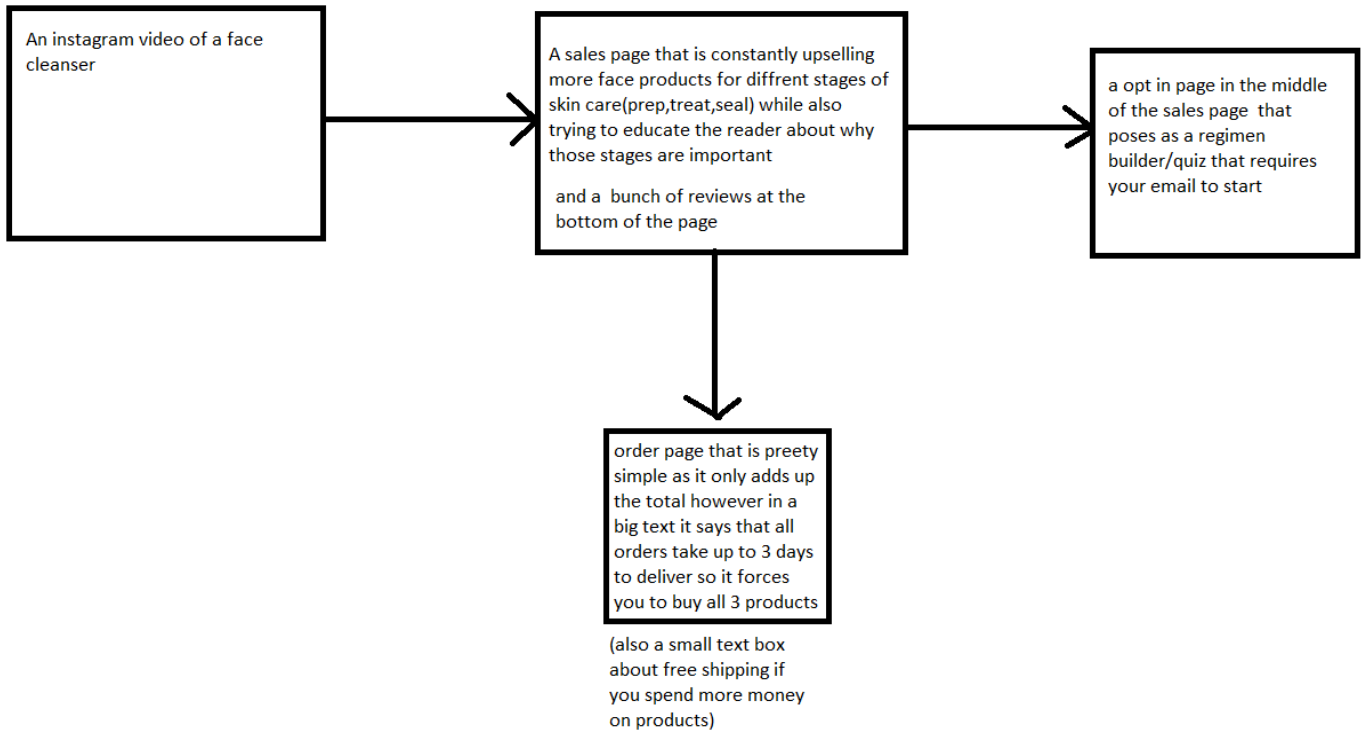 An instagram video of a face
cleanser
A sales page that is constantly upselling
more face products for diffrent stages of
skin care(prep,treat,seal) while also
trying to educate the reader about why
those stages are important
and a bunch of reviews at the
bottom of the page
a opt in page in the middle
of the sales page that
poses as a regimen
builder/quiz that requires
your email to start
order page that is preety
simple as it only adds up
the total however in a
big text it says that all
orders take up to 3 days
to deliver so it forces
you to buy all 3 products
(also a small text box
about free shipping if
you spend more money
on products)